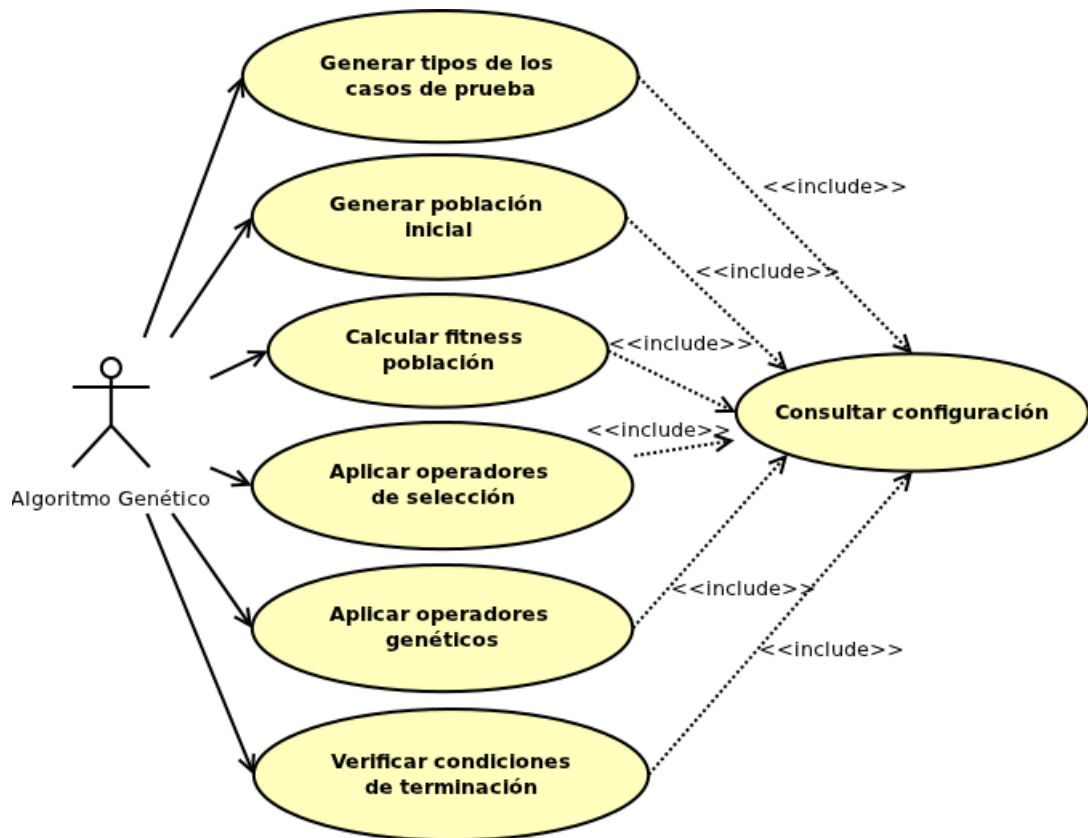 Generar tipos de los
casos de prueba
<<include>>
Generar población
inicial
<<include>>
Calcular fitness
población
<<include>>
Consultar configuración
Aplicar operadores
de selección
<<include>>
Algoritmo Genético
Aplicar operadores
genéticos
<<include>>
Verificar condiciones
de terminación
<<include>>